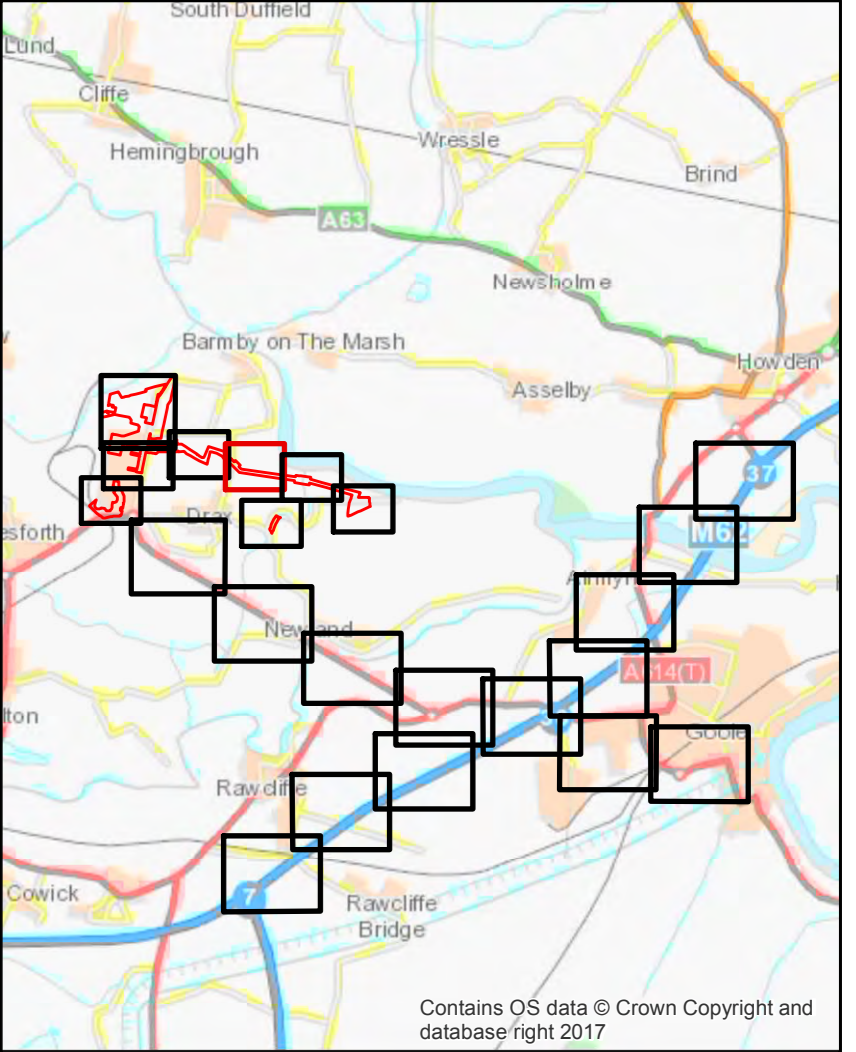 South Duffield
Lund
Cliffe
Wressle
Hemingbrough
Brind
A63
Newsholme
Barmby on The Marsh
Howden
Asselby
37
Drax
esforth
M62
Airmyn
Newland
A614(T)
lton
Goole
Rawcliffe
7
Cowick
Rawcliffe
Bridge
Contains OS data © Crown Copyright and
database right 2017